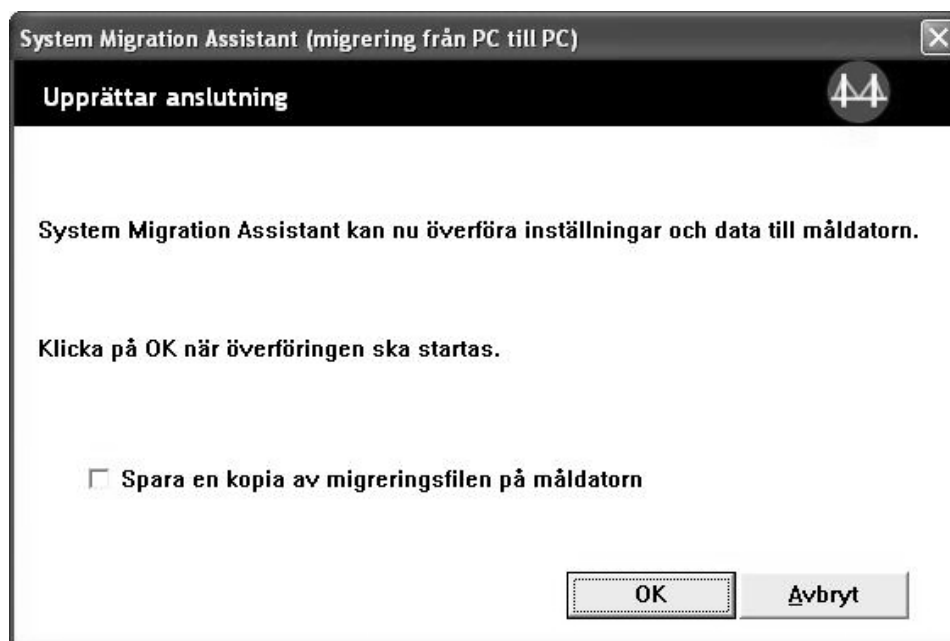 System Migration Assistant (migrering från PC till PC)
Upprättar anslutning
System Migration Assistant kan nu överföra inställningar och data till måldatorn.
Klicka på OK när överföringen ska startas.
Spara en kopia av migreringsfilen på måldatorn
OK
Avbryt